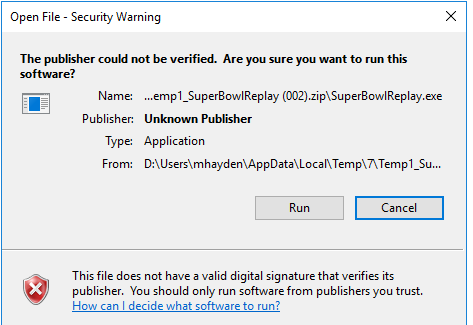 Open File - Security Warning
The publisher could not be verified. Are you sure you want to run this
software?
Name: ...emp1_SuperBowlReplay (002).zip\SuperBowlReplay.exe
Publisher: Unknown Publisher
Type: Application
From: D:\Users\mhayden\AppData\Local\Temp\7\Temp1_Su...
Run Cancel
This file does not have a valid digital signature that verifies its
publisher. You should only run software from publishers you trust.
How can I decide what software to run?